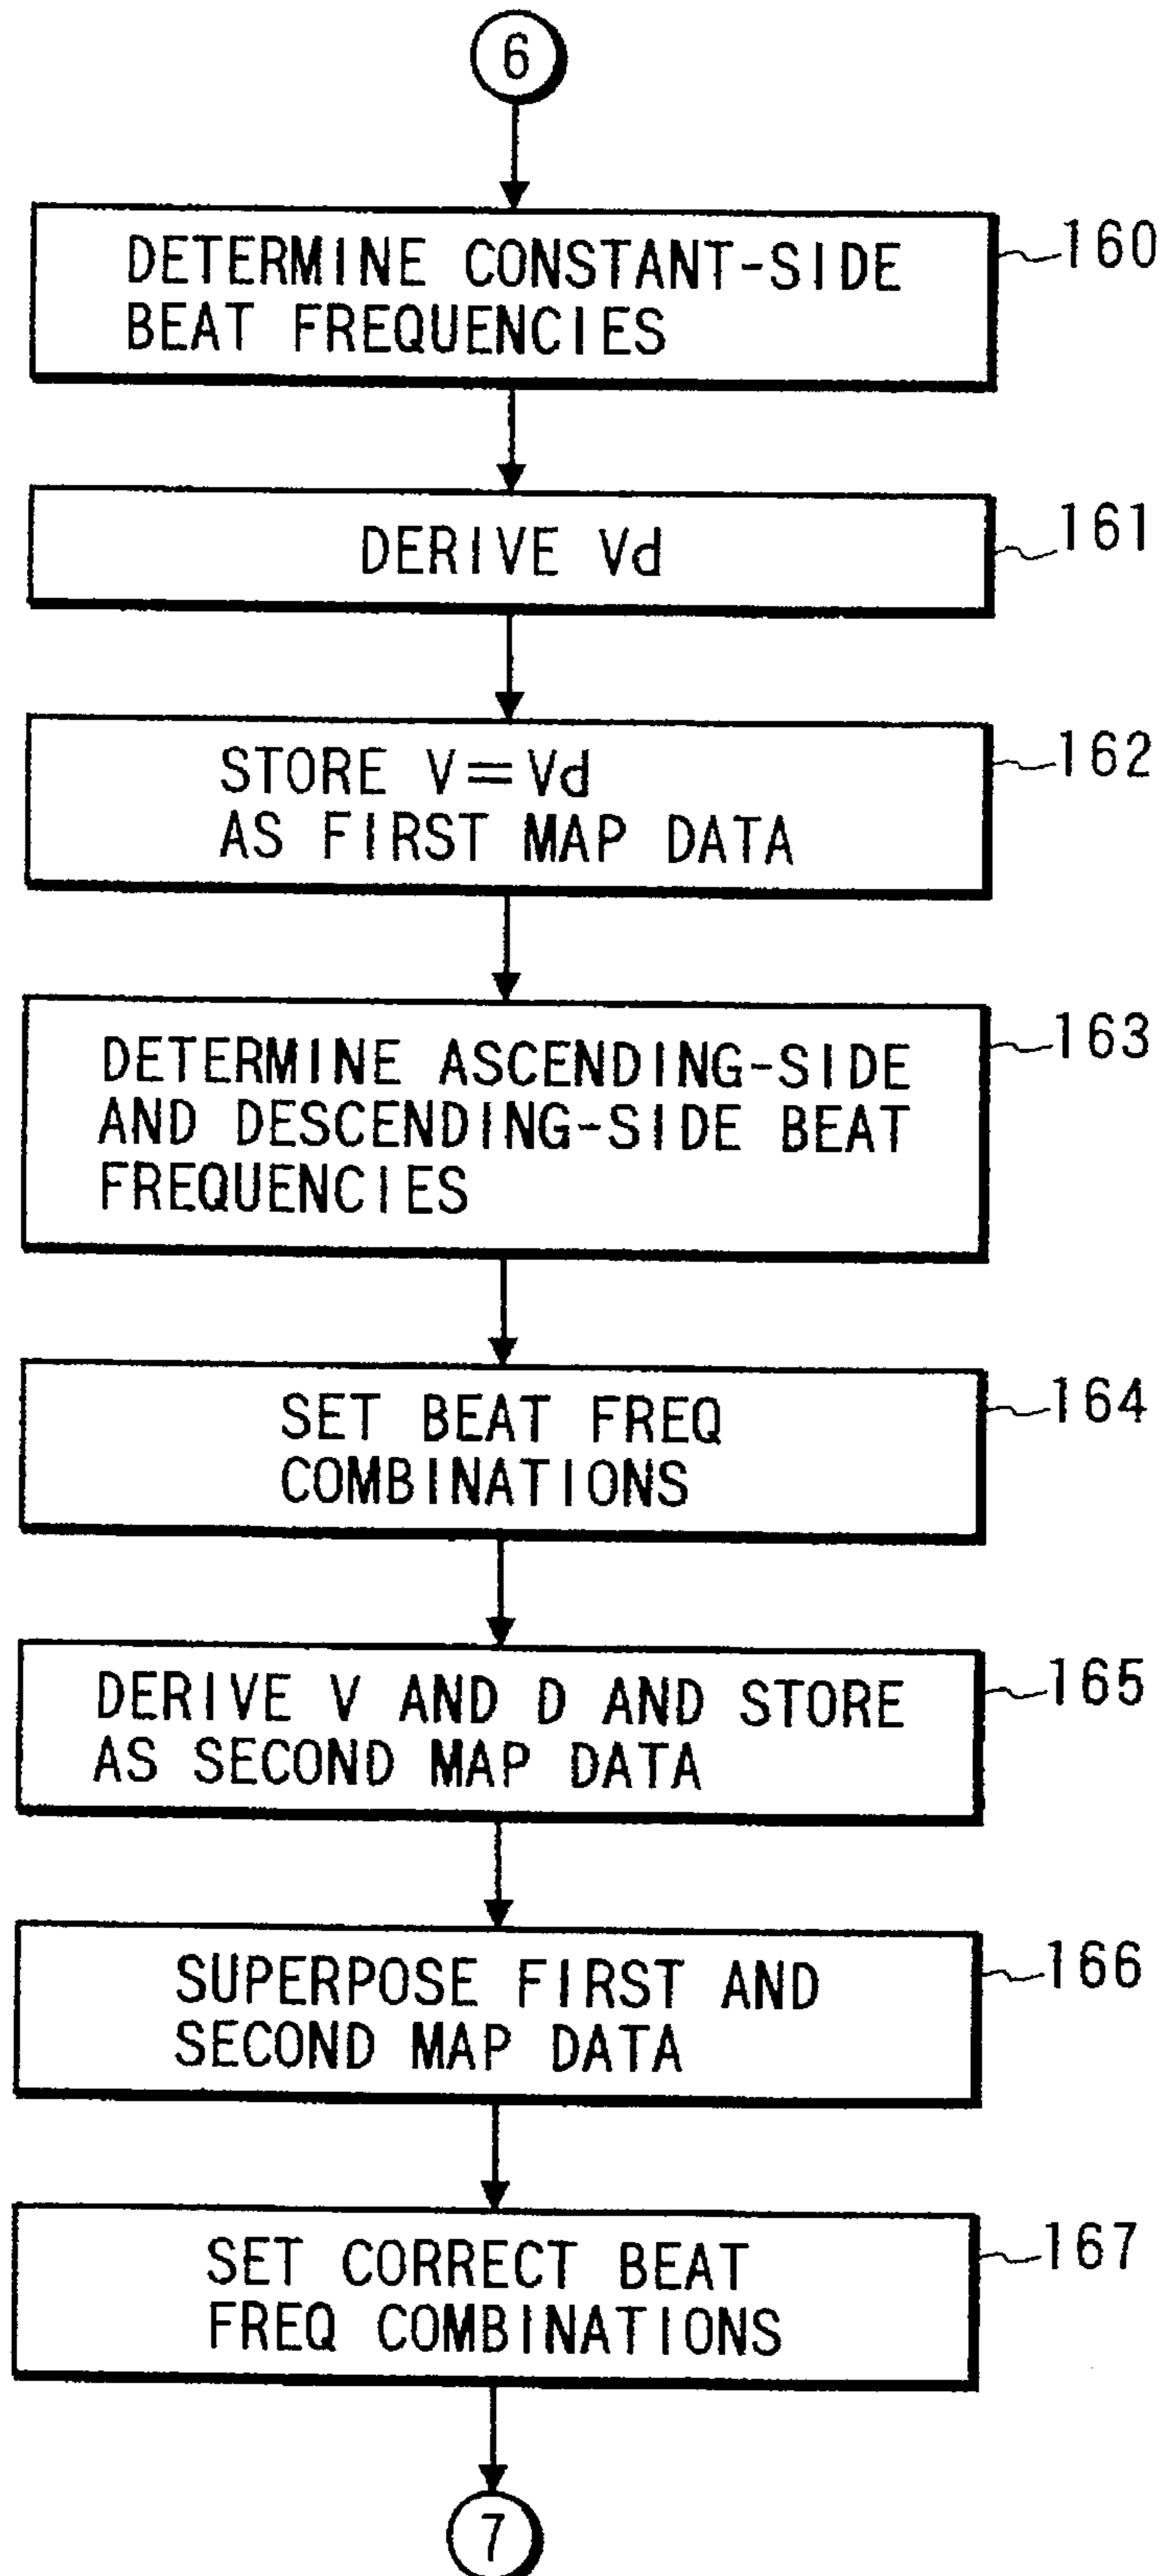 6
DETERMINE CONSTANT-SIDE
BEAT FREQUENCIES
160
DERIVE Vd
161
STORE V=Vd
AS FIRST MAP DATA
162
DETERMINE ASCENDING-SIDE
AND DESCENDING-SIDE BEAT
FREQUENCIES
163
SET BEAT FREQ
COMBINATIONS
164
DERIVE V AND D AND STORE
AS SECOND MAP DATA
165
SUPERPOSE FIRST AND
SECOND MAP DATA
166
SET CORRECT BEAT
FREQ COMBINATIONS
167
7